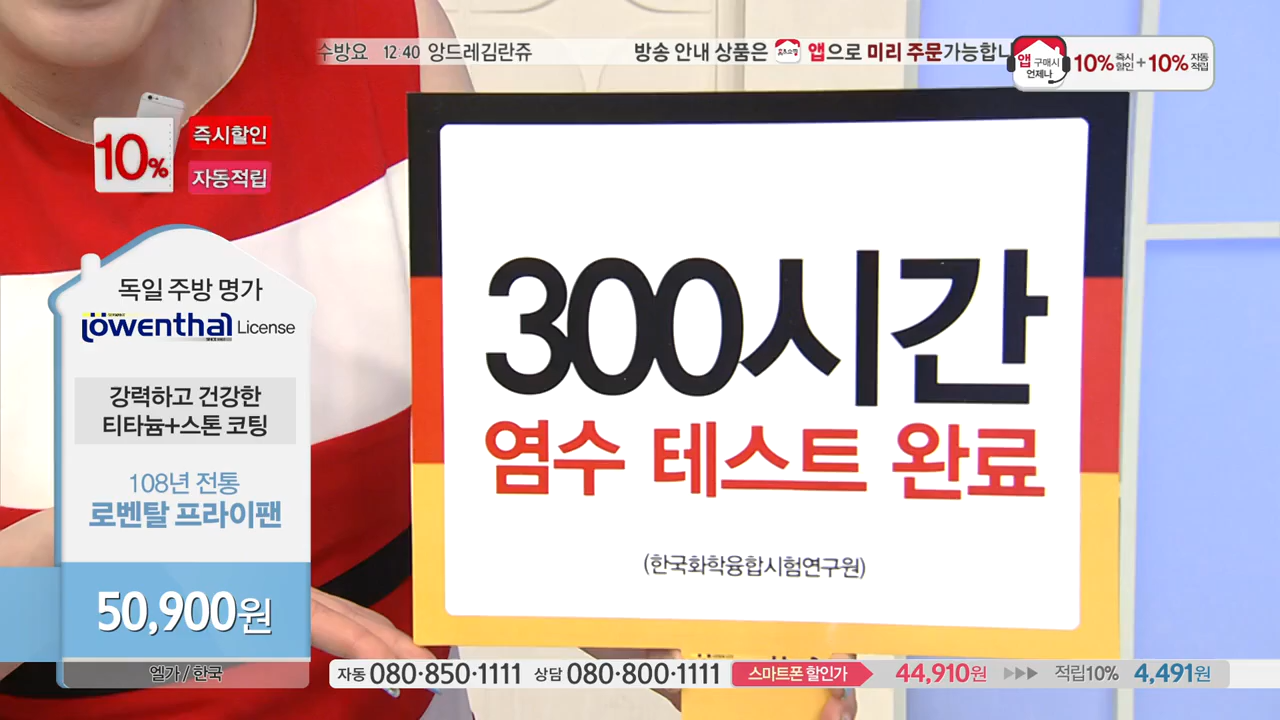 수방요 12:40 앙드레김란쥬
방송 안내 상품은 홈&쇼핑 앱으로 미리 주문가능합니
앱 구매시 언제나 10% 즉시할인 + 10% 자동적립
10% 즉시할인
자동적립
독일 주방 명가
löwenthal License
강력하고 건강한
티타늄+스톤 코팅
108년 전통
로벤탈 프라이팬
50,900원
엘가 / 한국
300시간
염수 테스트 완료
(한국화학융합시험연구원)
자동 080·850·1111 상담 080·800·1111 스마트폰 할인가 44,910원 적립10% 4,491원